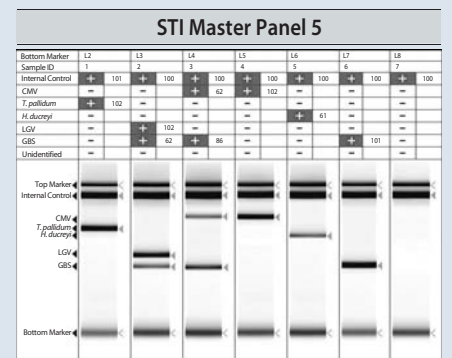 STI Master Panel 5
Bottom Marker L2 L3 L4 L5 L6 L7 L8
Sample ID 1 2 3 4 5 6 7
Internal Control + 101 + 100 + 100 + 100 + 100 + 100 + 100
CMV - - + 62 + 102 - - -
T. pallidum + 102 - - - - - -
H. ducreyi - - - - + 61 - -
LGV - + 102 - - - - -
GBS - + 62 + 86 - - + 101 -
Unidentified - - - - - - -
Top Marker
Internal Control
CMV
T. pallidum
H. ducreyi
LGV
GBS
Bottom Marker